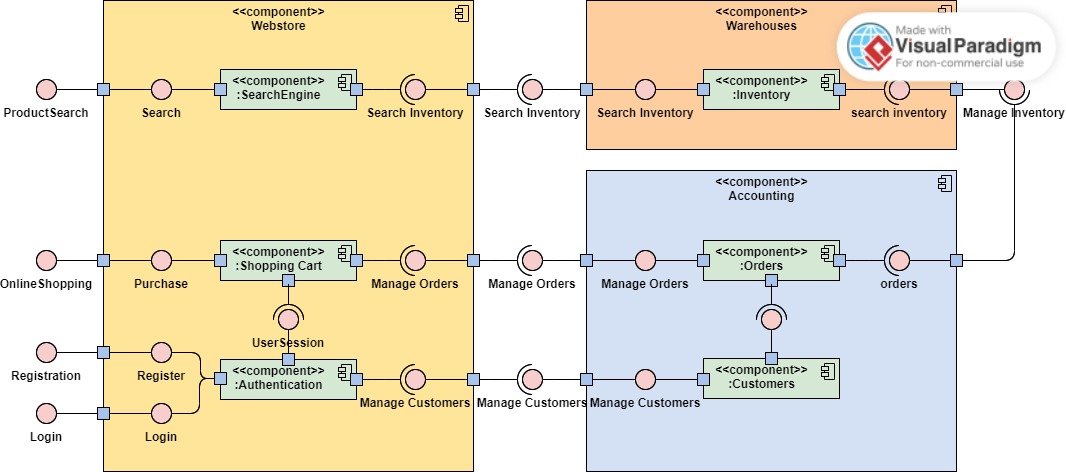 <<component>>
Webstore
<<component>>
Warehouses
Made with
VisualParadigm
For non-commercial use
<<component>>
:SearchEngine
<<component>>
:Inventory
ProductSearch
Search
Search Inventory
Search Inventory
Search Inventory
search inventory
Manage Inventory
<<component>>
Accounting
<<component>>
:Shopping Cart
<<component>>
:Orders
OnlineShopping
Purchase
Manage Orders
Manage Orders
Manage Orders
orders
UserSession
<<component>>
:Authentication
<<component>>
:Customers
Registration
Register
Manage Customers
Manage Customers
Manage Customers
Login
Login